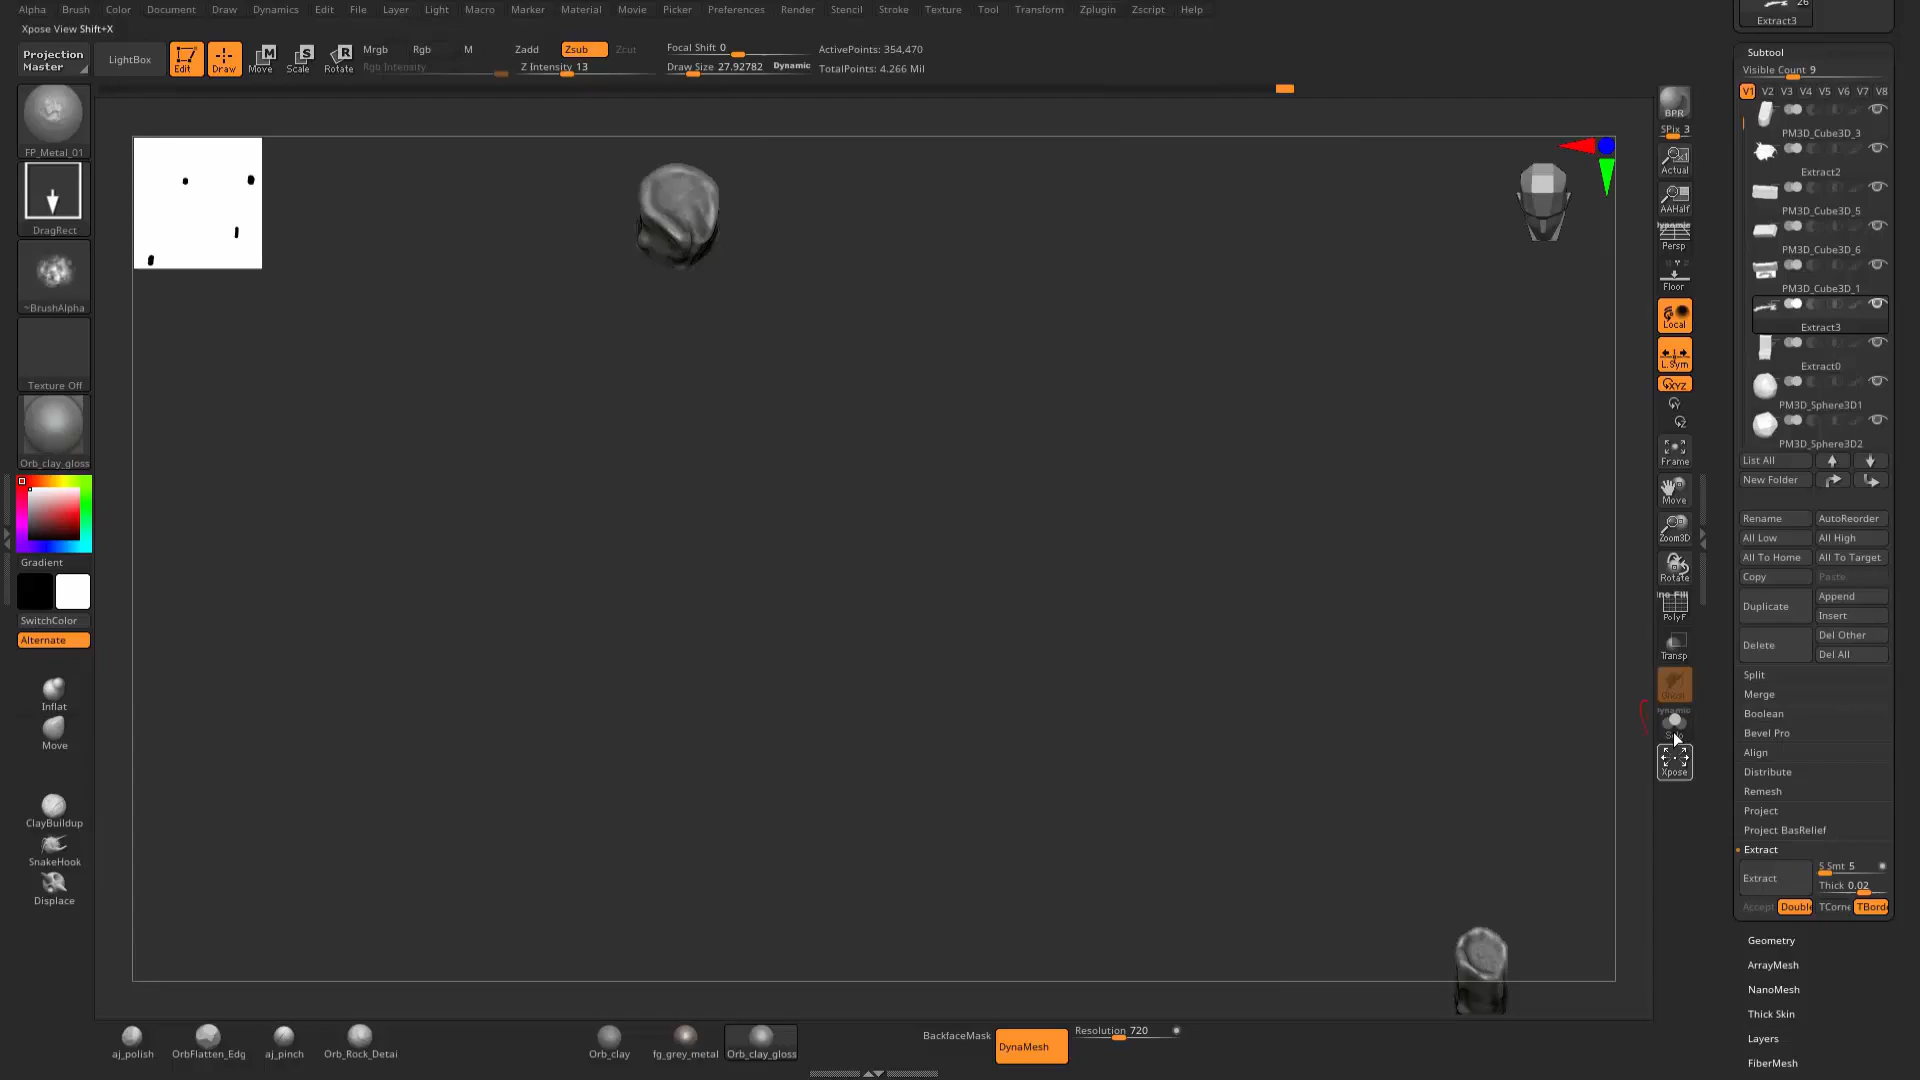 Alpha Brush Color Document Draw Dynamics Edit File Layer Light Macro Marker Material Movie Picker Preferences Render Stencil Stroke Texture Tool Transform Zplugin Zscript Help
Xpose View Shift+X
Projection Master
LightBox
Edit
Draw
Move
Scale
Rotate
Mrgb Rgb M
Rgb Intensity
Zadd Zsub Zcut
Z Intensity 13
Focal Shift 0
Draw Size 27.92782 Dynamic
ActivePoints: 354,470
TotalPoints: 4.266 Mil
FP_Metal_01
DragRect
~BrushAlpha
Texture Off
Orb_clay_gloss
Gradient
SwitchColor
Alternate
Inflat
Move
ClayBuildup
SnakeHook
Displace
BPR
SPix 3
Actual
AAHalf
Persp
Floor
Local
L.Sym
XYZ
Y
Z
Frame
Move
Zoom3D
Rotate
PolyF
Transp
Xpose
26
Extract3
Subtool
Visible Count 9
V1 V2 V3 V4 V5 V6 V7 V8
PM3D_Cube3D_3
Extract2
PM3D_Cube3D_5
PM3D_Cube3D_6
PM3D_Cube3D_1
Extract3
Extract0
PM3D_Sphere3D1
PM3D_Sphere3D2
List All
New Folder
Rename AutoReorder
All Low All High
All To Home All To Target
Copy Paste
Duplicate Append
Insert
Delete Del Other
Del All
Split
Merge
Boolean
Bevel Pro
Align
Distribute
Remesh
Project
Project BasRelief
Extract
Extract
S Smt 5
Thick 0.02
Accept Double TCorne TBorde
Geometry
ArrayMesh
NanoMesh
Thick Skin
Layers
FiberMesh
aj_polish
OrbFlatten_Edg
aj_pinch
Orb_Rock_Detai
Orb_clay
fg_grey_metal
Orb_clay_gloss
BackfaceMask
DynaMesh
Resolution 720